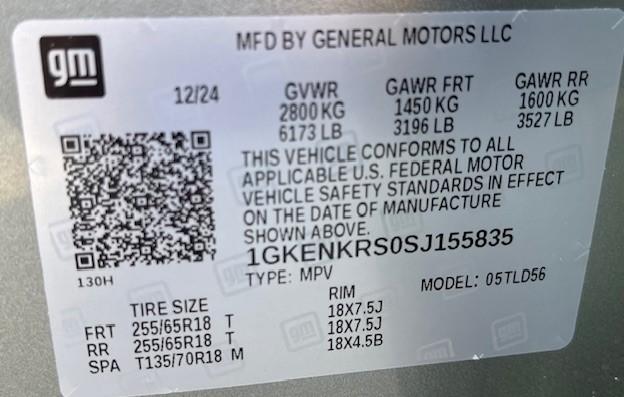 gm
MFD BY GENERAL MOTORS LLC
12/24 GVWR GAWR FRT GAWR RR
2800 KG 1450 KG 1600 KG
6173 LB 3196 LB 3527 LB
THIS VEHICLE CONFORMS TO ALL
APPLICABLE U.S. FEDERAL MOTOR
VEHICLE SAFETY STANDARDS IN EFFECT
ON THE DATE OF MANUFACTURE
SHOWN ABOVE.
1GKENKRS0SJ155835
130H
TYPE: MPV MODEL: 05TLD56
TIRE SIZE RIM
FRT 255/65R18 T 18X7.5J
RR 255/65R18 T 18X7.5J
SPA T135/70R18 M 18X4.5B